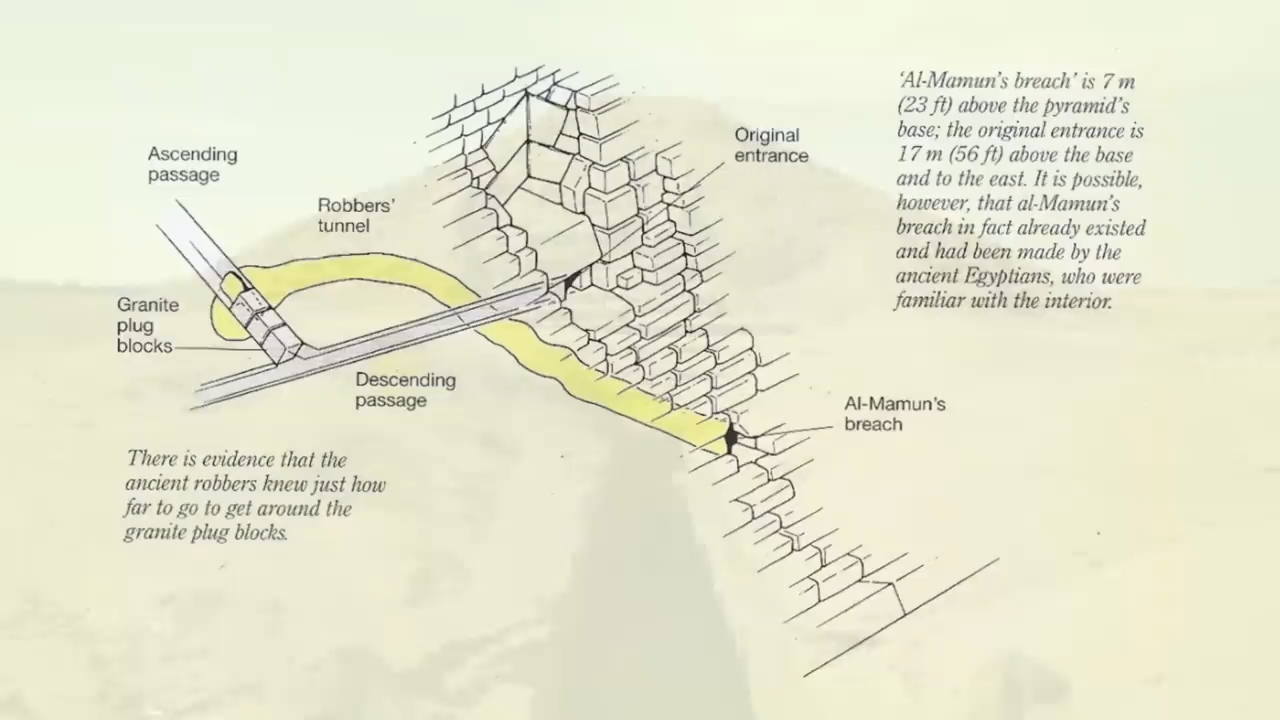 'Al-Mamun's breach' is 7 m
(23 ft) above the pyramid's
base; the original entrance is
17 m (56 ft) above the base
and to the east. It is possible,
however, that al-Mamun's
breach in fact already existed
and had been made by the
ancient Egyptians, who were
familiar with the interior.
Original
entrance
Ascending
passage
Robbers'
tunnel
Granite
plug
blocks
Descending
passage
Al-Mamun's
breach
There is evidence that the
ancient robbers knew just how
far to go to get around the
granite plug blocks.